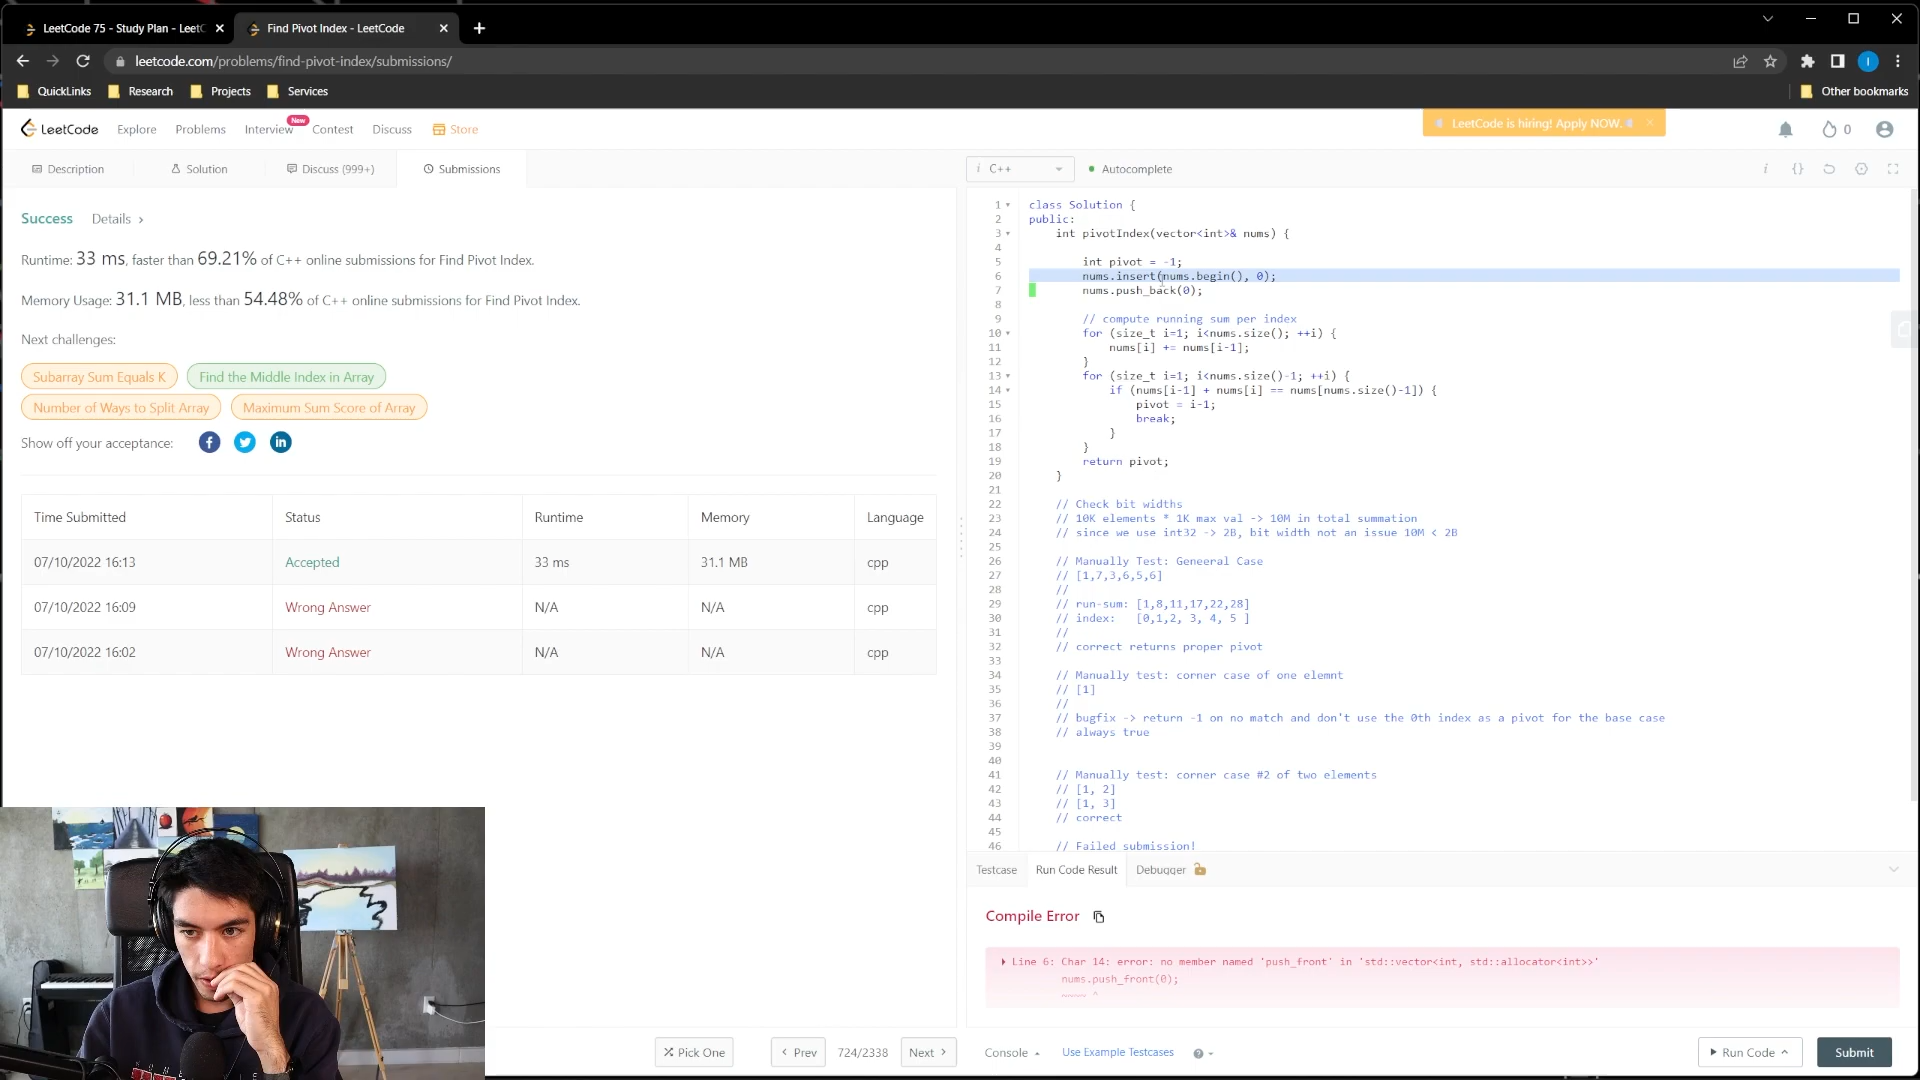 LeetCode 75 - Study Plan - LeetC
Find Pivot Index - LeetCode
leetcode.com/problems/find-pivot-index/submissions/
QuickLinks
Research
Projects
Services
Other bookmarks
LeetCode
Explore
Problems
Interview
New
Contest
Discuss
Store
LeetCode is hiring! Apply NOW.
0
Description
Solution
Discuss (999+)
Submissions
i C++
Autocomplete
Success Details
Runtime: 33 ms, faster than 69.21% of C++ online submissions for Find Pivot Index.
Memory Usage: 31.1 MB, less than 54.48% of C++ online submissions for Find Pivot Index.
Next challenges:
Subarray Sum Equals K
Find the Middle Index in Array
Number of Ways to Split Array
Maximum Sum Score of Array
Show off your acceptance:
Time Submitted Status Runtime Memory Language
07/10/2022 16:13 Accepted 33 ms 31.1 MB cpp
07/10/2022 16:09 Wrong Answer N/A N/A cpp
07/10/2022 16:02 Wrong Answer N/A N/A cpp
Pick One
Prev
724/2338
Next
1 class Solution {
2 public:
3 int pivotIndex(vector<int>& nums) {
4
5 int pivot = -1;
6 nums.insert(nums.begin(), 0);
7 nums.push_back(0);
8
9 // compute running sum per index
10 for (size_t i=1; i<nums.size(); ++i) {
11 nums[i] += nums[i-1];
12 }
13 for (size_t i=1; i<nums.size()-1; ++i) {
14 if (nums[i-1] + nums[i] == nums[nums.size()-1]) {
15 pivot = i-1;
16 break;
17 }
18 }
19 return pivot;
20 }
21
22 // Check bit widths
23 // 10K elements * 1K max val -> 10M in total summation
24 // since we use int32 -> 2B, bit width not an issue 10M < 2B
25
26 // Manually Test: Geneeral Case
27 // [1,7,3,6,5,6]
28 //
29 // run-sum: [1,8,11,17,22,28]
30 // index: [0,1,2, 3, 4, 5 ]
31 //
32 // correct returns proper pivot
33
34 // Manually test: corner case of one elemnt
35 // [1]
36 //
37 // bugfix -> return -1 on no match and don't use the 0th index as a pivot for the base case
38 // always true
39
40
41 // Manually test: corner case #2 of two elements
42 // [1, 2]
43 // [1, 3]
44 // correct
45
46 // Failed submission!
Testcase
Run Code Result
Debugger
Compile Error
Line 6: Char 14: error: no member named 'push_front' in 'std::vector<int, std::allocator<int>>'
nums.push_front(0);
~~~~ ^
Console
Use Example Testcases
Run Code
Submit